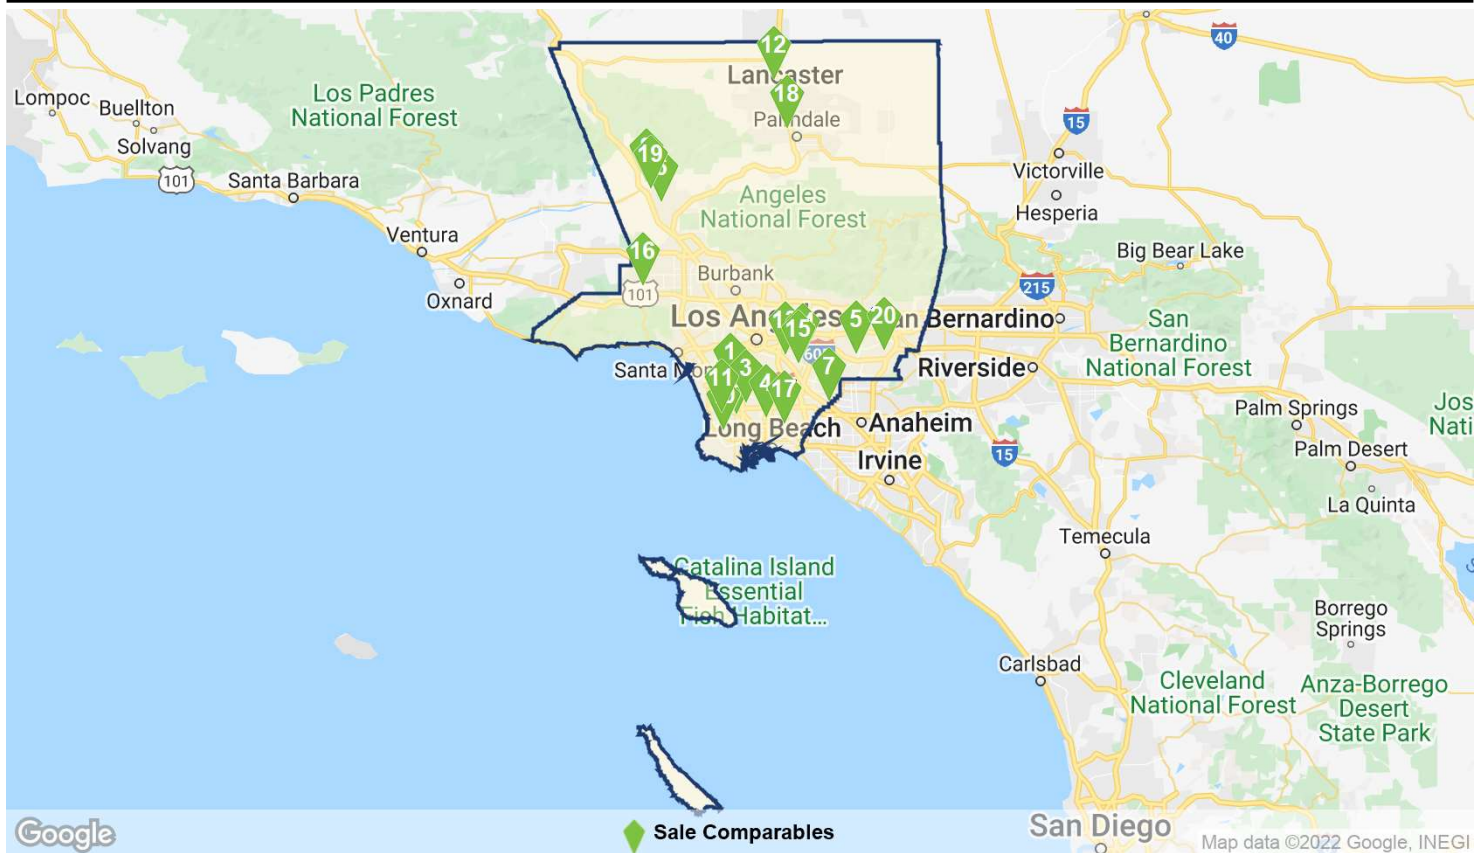 40
12
Lancaster
18
Palmdale
Lompoc
Buellton
Solvang
101
Los Padres
National Forest
15
Victorville
Hesperia
19
Santa Barbara
Angeles
National Forest
Ventura
16
Big Bear Lake
Burbank
101
215
Oxnard
Los Angeles
15
5
20
San Bernardino
San
Bernardino
National Forest
605
1
3
7
Riverside
Santa Mon
11
4
17
Palm Springs
Jos
Nati
Long Beach
Anaheim
15
Palm Desert
Irvine
La Quinta
Temecula
Catalina Island
Essential
Fish Habitat...
Borrego
Springs
Carlsbad
Cleveland
National Forest
Anza-Borrego
Desert
State Park
Google
Sale Comparables
San Diego
Map data ©2022 Google, INEGI